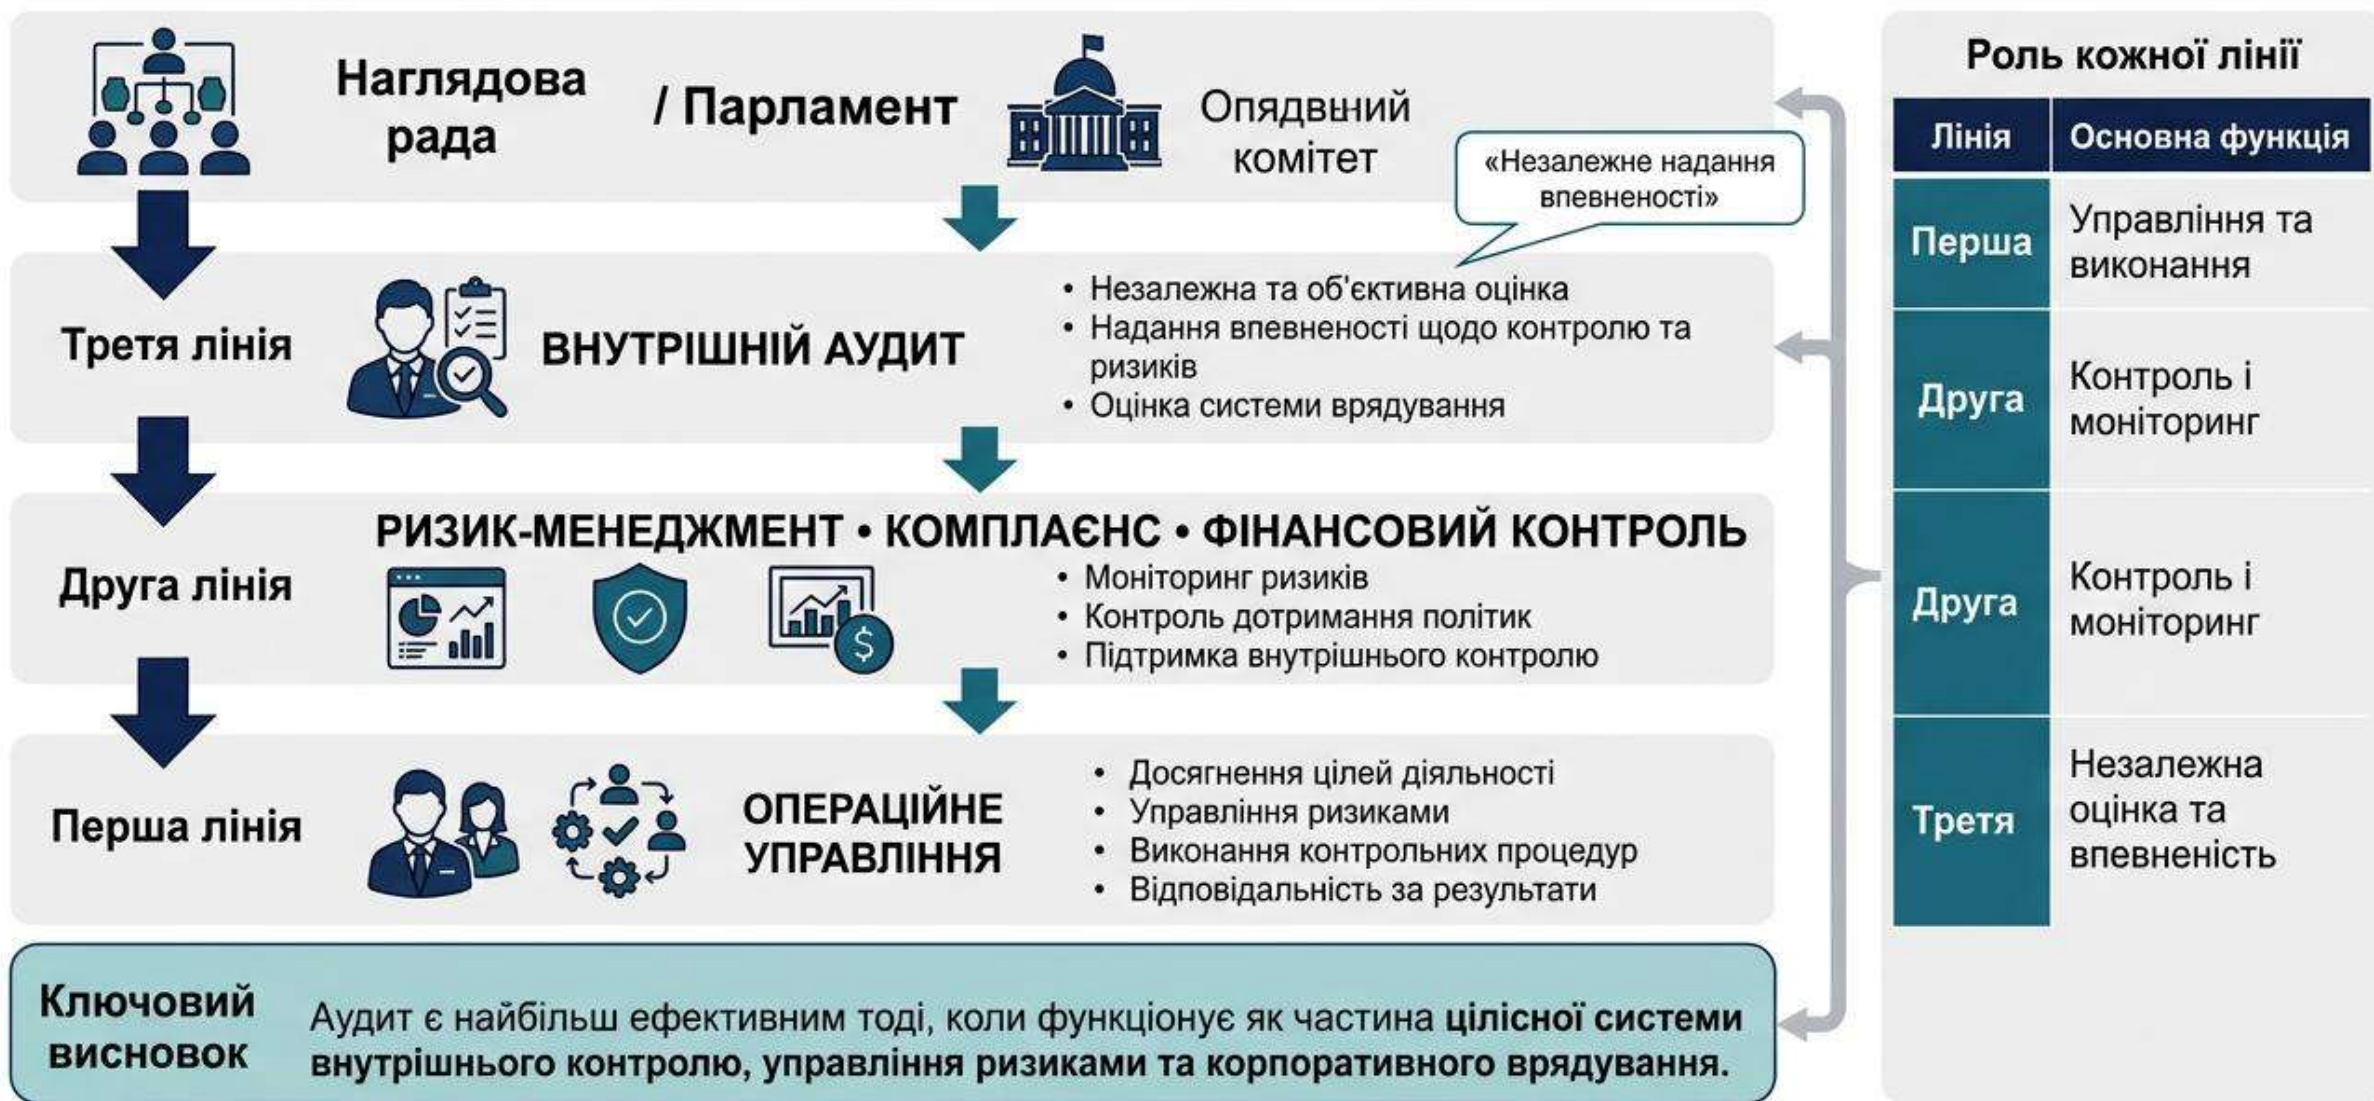 Наглядова
рада
/ Парламент
Опядвший
комітет
«Незалежне надання
впевненості»
Третя лінія
ВНУТРІШНІЙ АУДИТ
• Незалежна та об'єктивна оцінка
• Надання впевненості щодо контролю та
ризиків
• Оцінка системи врядування
РИЗИК-МЕНЕДЖМЕНТ • КОМПЛАЄНС • ФІНАНСОВИЙ КОНТРОЛЬ
Друга лінія
• Моніторинг ризиків
• Контроль дотримання політик
• Підтримка внутрішнього контролю
$
Перша лінія
ОПЕРАЦІЙНЕ
УПРАВЛІННЯ
• Досягнення цілей діяльності
• Управління ризиками
• Виконання контрольних процедур
• Відповідальність за результати
Ключовий
висновок
Аудит є найбільш ефективним тоді, коли функціонує як частина цілісної системи
внутрішнього контролю, управління ризиками та корпоративного врядування.
Роль кожної лінії
Лінія Основна функція
Перша
Управління та
виконання
Друга
Контроль і
моніторинг
Друга
Контроль і
моніторинг
Третя
Незалежна
оцінка та
впевненість